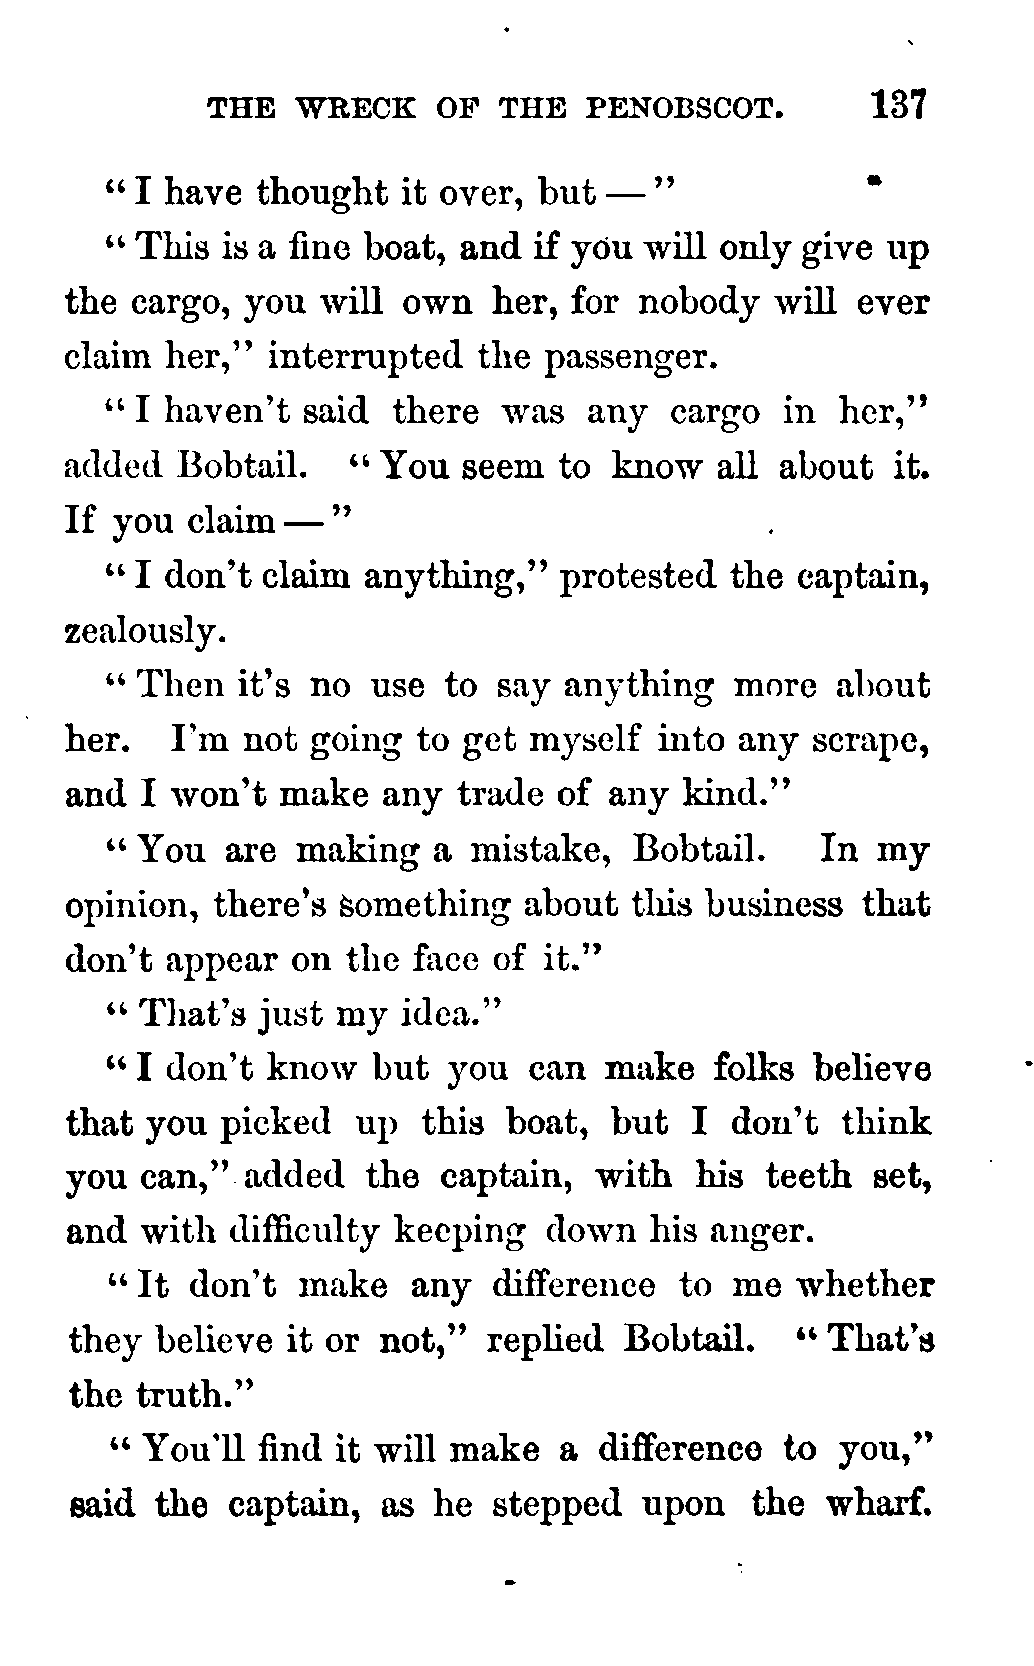 THE WRECK OF THE PENOBSCOT. 137
“I have thought it over, but—”
“This is a fine boat, and if you will only give up
the cargo, you will own her, for nobody will ever
claim her,” interrupted the passenger.
“I haven’t said there was any cargo in her,”
added Bobtail. “You seem to know all about it.
If you claim—”
“I don’t claim anything,” protested the captain,
zealously.
“Then it’s no use to say anything more about
her. I’m not going to get myself into any scrape,
and I won’t make any trade of any kind.”
“You are making a mistake, Bobtail. In my
opinion, there’s something about this business that
don’t appear on the face of it.”
“That’s just my idea.”
“I don’t know but you can make folks believe
that you picked up this boat, but I don’t think
you can,” added the captain, with his teeth set,
and with difficulty keeping down his anger.
“It don’t make any difference to me whether
they believe it or not,” replied Bobtail. “That’s
the truth.”
“You’ll find it will make a difference to you,”
said the captain, as he stepped upon the wharf.